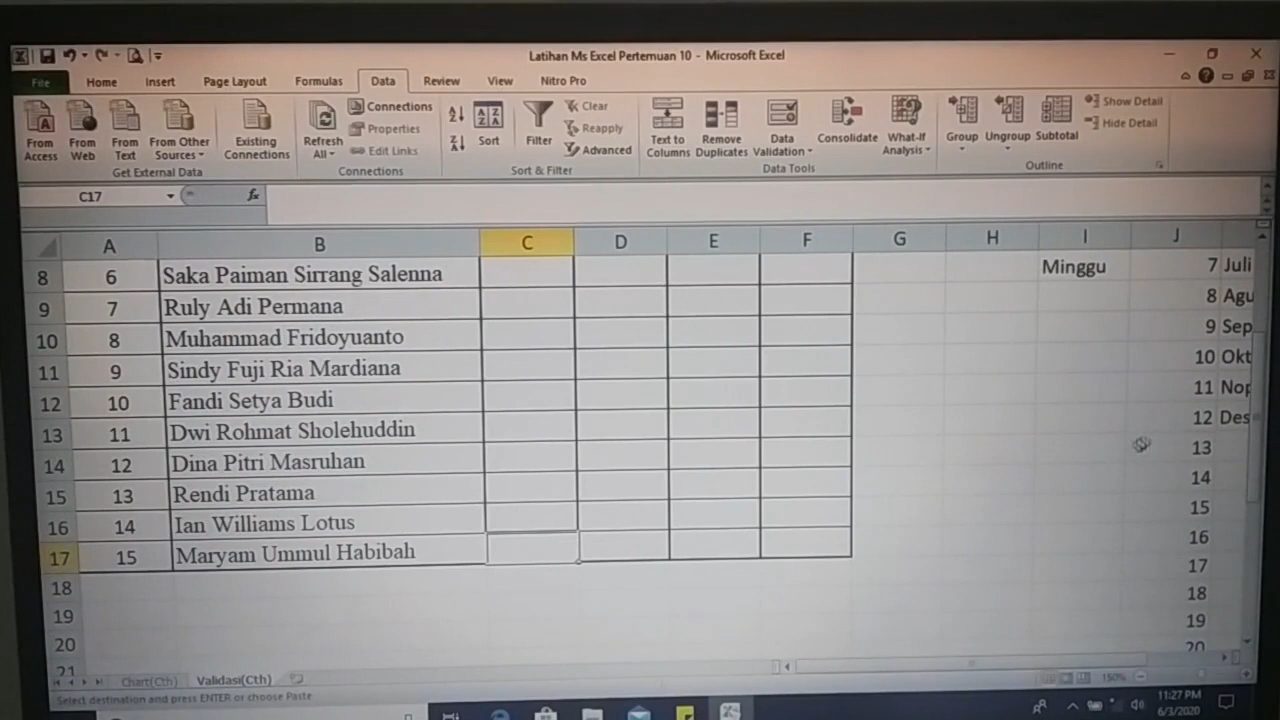 Latihan Ms Excel Pertemuan 10 - Microsoft Excel
File Home Insert Page Layout Formulas Data Review View Nitro Pro
From Access
From Web
From Text
From Other Sources
Existing Connections
Get External Data
Refresh All
Connections
Properties
Edit Links
Connections
Sort
Filter
Clear
Reapply
Advanced
Sort & Filter
Text to Columns
Remove Duplicates
Data Validation
Consolidate
What-If Analysis
Data Tools
Group
Ungroup
Subtotal
Show Detail
Hide Detail
Outline
C17 fx
A B C D E F G H I J
8 6 Saka Paiman Sirrang Salenna Minggu 7 Juli
9 7 Ruly Adi Permana 8 Agu
10 8 Muhammad Fridoyuanto 9 Sep
11 9 Sindy Fuji Ria Mardiana 10 Okt
12 10 Fandi Setya Budi 11 Nop
13 11 Dwi Rohmat Sholehuddin 12 Des
14 12 Dina Pitri Masruhan 13
15 13 Rendi Pratama 14
16 14 Ian Williams Lotus 15
17 15 Maryam Ummul Habibah 16
17
18 18
19 19
20 20
21
Chart(Cth) Validasi(Cth)
Select destination and press ENTER or choose Paste 150%
11:27 PM
6/3/2020